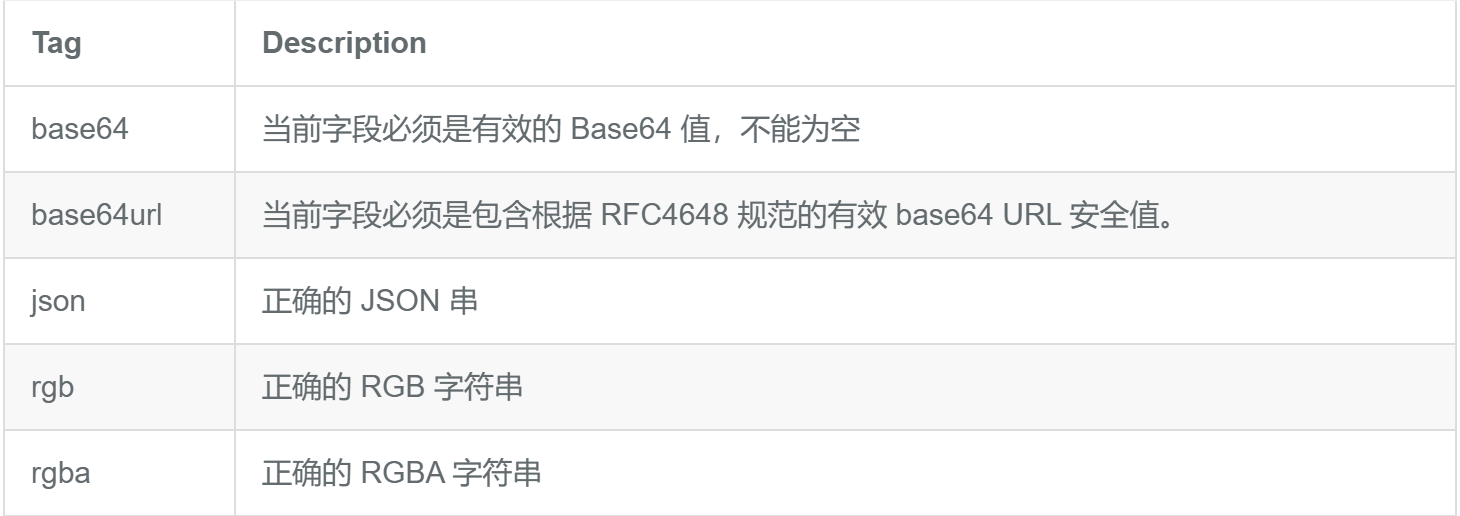 Tag Description
base64 当前字段必须是有效的 Base64 值，不能为空
base64url 当前字段必须是包含根据 RFC4648 规范的有效 base64 URL 安全值。
json 正确的 JSON 串
rgb 正确的 RGB 字符串
rgba 正确的 RGBA 字符串